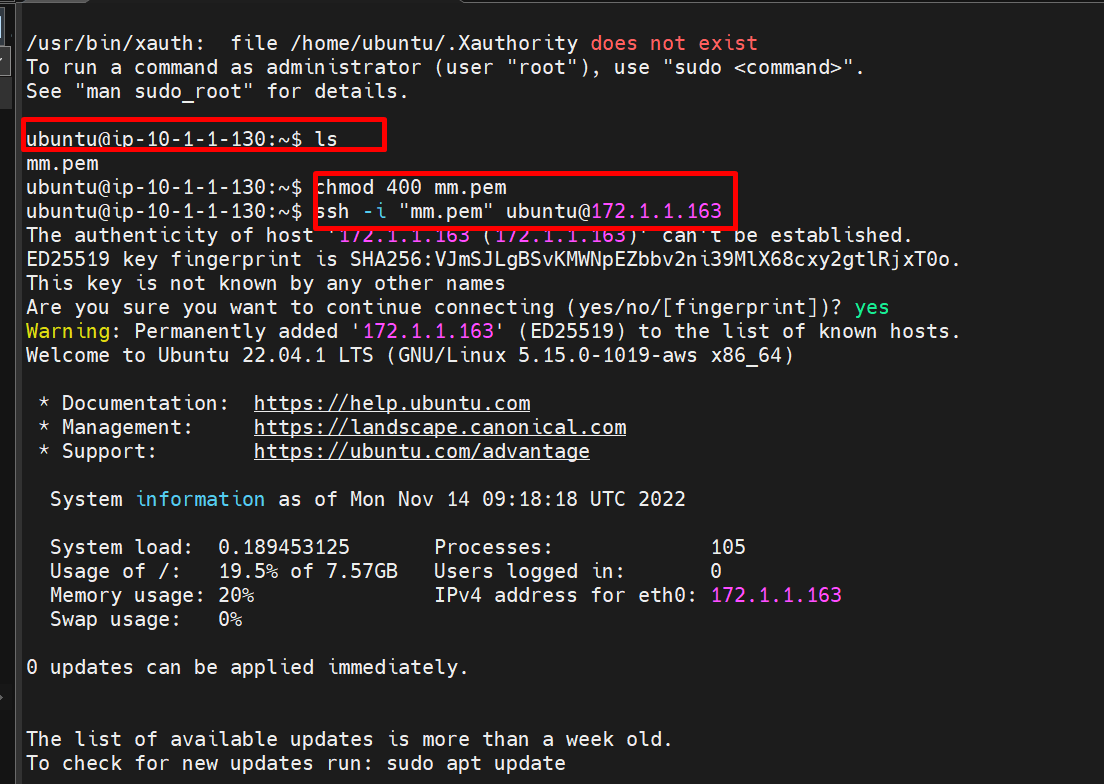 /usr/bin/xauth:  file /home/ubuntu/.Xauthority does not exist
To run a command as administrator (user "root"), use "sudo <command>".
See "man sudo_root" for details.
ubuntu@ip-10-1-1-130:~$ ls
mm.pem
ubuntu@ip-10-1-1-130:~$ chmod 400 mm.pem
ubuntu@ip-10-1-1-130:~$ ssh -i "mm.pem" ubuntu@172.1.1.163
The authenticity of host '172.1.1.163 (172.1.1.163)' can't be established.
ED25519 key fingerprint is SHA256:VJmSJLgBSvKMWNpEZbbv2ni39MlX68cxy2gtlRjxT0o.
This key is not known by any other names
Are you sure you want to continue connecting (yes/no/[fingerprint])? yes
Warning: Permanently added '172.1.1.163' (ED25519) to the list of known hosts.
Welcome to Ubuntu 22.04.1 LTS (GNU/Linux 5.15.0-1019-aws x86_64)
* Documentation:  https://help.ubuntu.com
* Management:     https://landscape.canonical.com
* Support:        https://ubuntu.com/advantage
System information as of Mon Nov 14 09:18:18 UTC 2022
System load:  0.189453125       Processes:             105
Usage of /:   19.5% of 7.57GB   Users logged in:       0
Memory usage: 20%               IPv4 address for eth0: 172.1.1.163
Swap usage:   0%
0 updates can be applied immediately.
The list of available updates is more than a week old.
To check for new updates run: sudo apt update